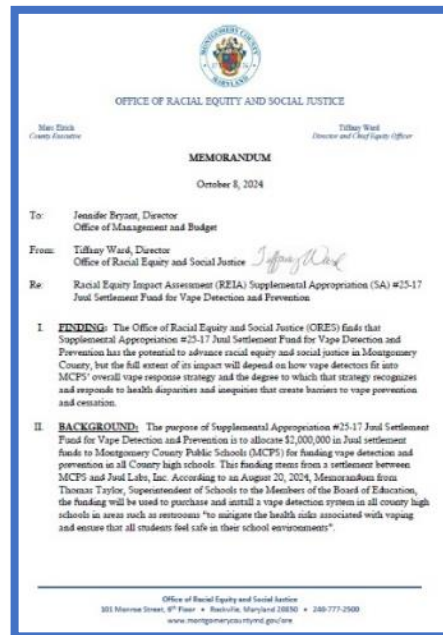 MONTGOMERY COUNTY
MARYLAND
OFFICE OF RACIAL EQUITY AND SOCIAL JUSTICE
Marc Elrich
County Executive
Tiffany Ward
Director and Chief Equity Officer
MEMORANDUM
October 8, 2024
To: Jennifer Bryant, Director
Office of Management and Budget
From: Tiffany Ward, Director
Office of Racial Equity and Social Justice Tiffany Ward
Re: Racial Equity Impact Assessment (REIA) Supplemental Appropriation (SA) #25-17
Juul Settlement Fund for Vape Detection and Prevention
I. FINDING: The Office of Racial Equity and Social Justice (ORES) finds that
Supplemental Appropriation #25-17 Juul Settlement Fund for Vape Detection and
Prevention has the potential to advance racial equity and social justice in Montgomery
County, but the full extent of its impact will depend on how vape detectors fit into
MCPS' overall vape response strategy and the degree to which that strategy recognizes
and responds to health disparities and inequities that create barriers to vape prevention
and cessation.
II. BACKGROUND: The purpose of Supplemental Appropriation #25-17 Juul Settlement
Fund for Vape Detection and Prevention is to allocate $2,000,000 in Juul settlement
funds to Montgomery County Public Schools (MCPS) for funding vape detection and
prevention in all County high schools. This funding stems from a settlement between
MCPS and Juul Labs, Inc. According to an August 20, 2024, Memorandum from
Thomas Taylor, Superintendent of Schools to the Members of the Board of Education,
the funding will be used to purchase and install a vape detection system in all county high
schools in areas such as restrooms "to mitigate the health risks associated with vaping
and ensure that all students feel safe in their school environments".
Office of Racial Equity and Social Justice
101 Monroe Street, 6th Floor • Rockville, Maryland 20850 • 240-777-2500
www.montgomerycountymd.gov/ore